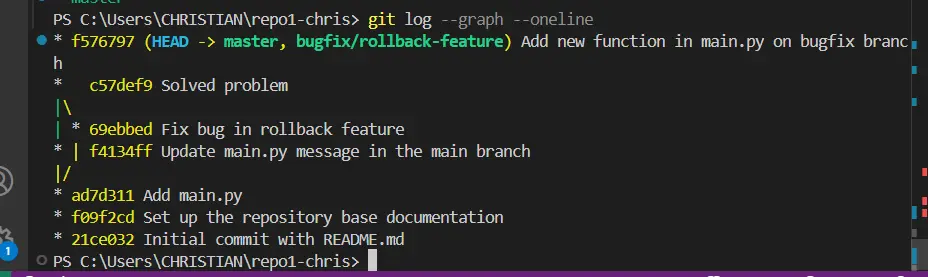 master
PS C:\Users\CHRISTIAN\repo1-chris> git log --graph --oneline
* f576797 (HEAD -> master, bugfix/rollback-feature) Add new function in main.py on bugfix branc
h
*   c57def9 Solved problem
|\
| * 69ebbed Fix bug in rollback feature
* | f4134ff Update main.py message in the main branch
|/
* ad7d311 Add main.py
* f09f2cd Set up the repository base documentation
* 21ce032 Initial commit with README.md
PS C:\Users\CHRISTIAN\repo1-chris>
1